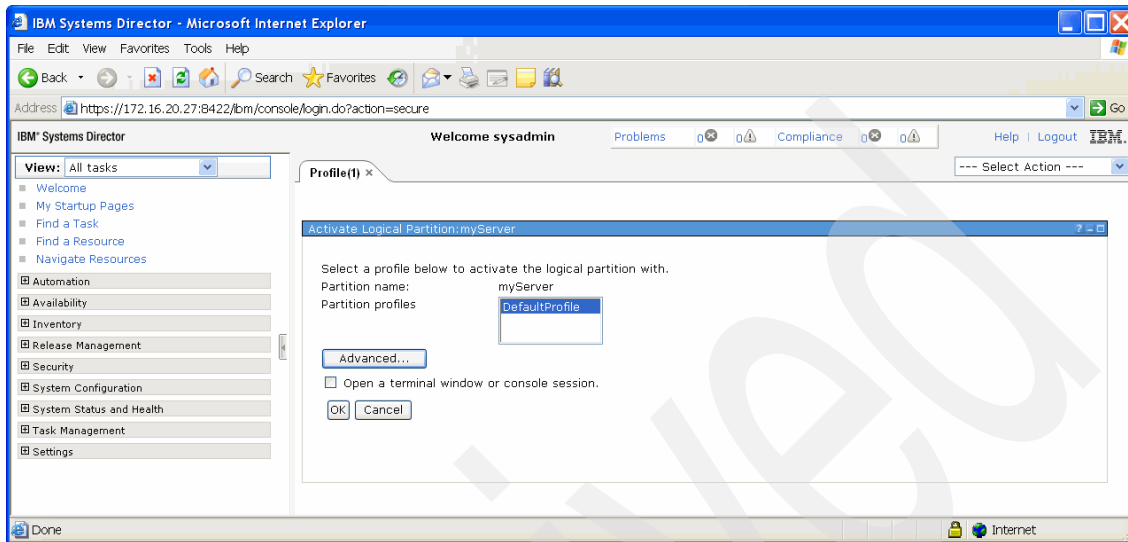 IBM Systems Director - Microsoft Internet Explorer
File Edit View Favorites Tools Help
Back Search Favorites
Address https://172.16.20.27:8422/ibm/console/login.do?action=secure Go
IBM® Systems Director Welcome sysadmin Problems 0 0 Compliance 0 0 Help | Logout IBM.
View: All tasks
Profile(1) × --- Select Action ---
Welcome
My Startup Pages
Find a Task
Find a Resource
Navigate Resources
Automation
Availability
Inventory
Release Management
Security
System Configuration
System Status and Health
Task Management
Settings
Activate Logical Partition:myServer ?
Select a profile below to activate the logical partition with.
Partition name: myServer
Partition profiles DefaultProfile
Advanced...
Open a terminal window or console session.
OK Cancel
Done Internet